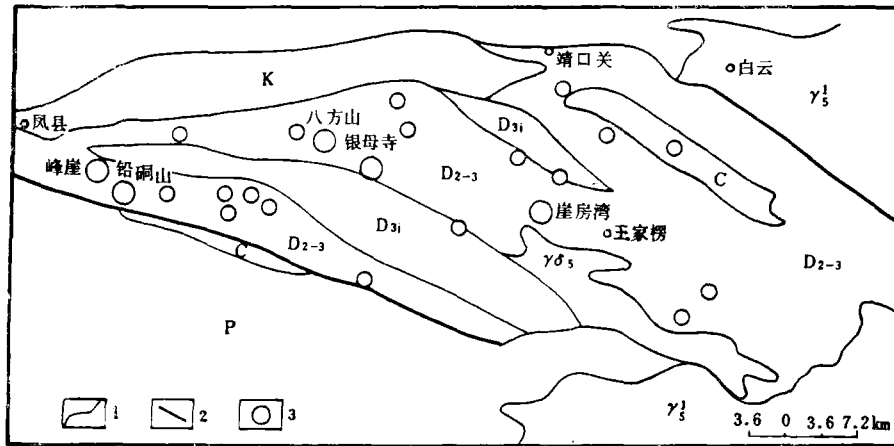 靖口关
白云
γ₅¹
K
凤县
八方山
D₃ᵢ
银母寺
峰崖
铅硐山
D₂₋₃
C
崖房湾
D₃ᵢ
王家楞
D₂₋₃
C
γδ₅
D₂₋₃
P
1 2 3
γ₅¹
3.6 0 3.6 7.2km